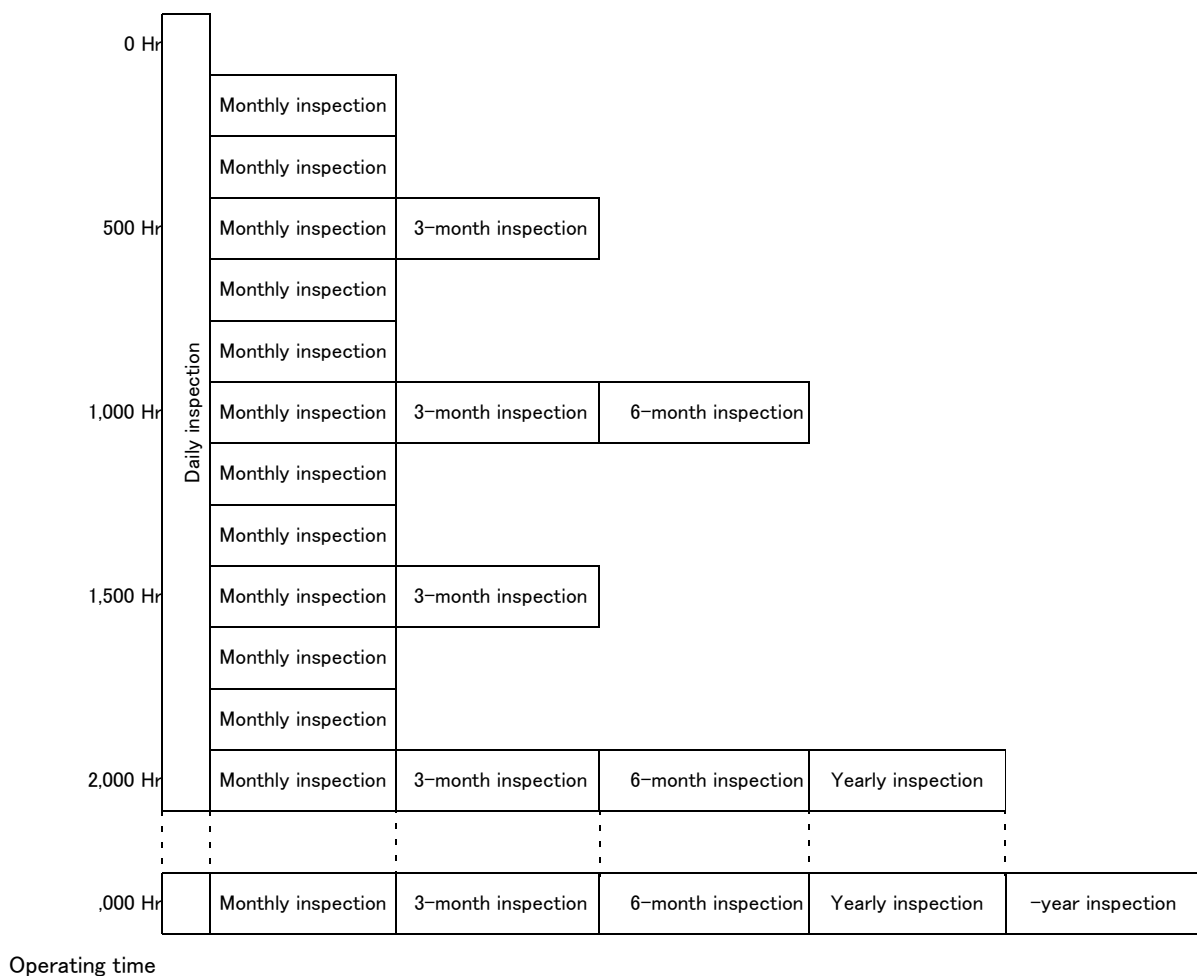 0 Hr
Monthly inspection
Monthly inspection
500 Hr Monthly inspection 3-month inspection
Monthly inspection
Monthly inspection
Daily inspection
1,000 Hr Monthly inspection 3-month inspection 6-month inspection
Monthly inspection
Monthly inspection
1,500 Hr Monthly inspection 3-month inspection
Monthly inspection
Monthly inspection
2,000 Hr Monthly inspection 3-month inspection 6-month inspection Yearly inspection
,000 Hr Monthly inspection 3-month inspection 6-month inspection Yearly inspection -year inspection
Operating time